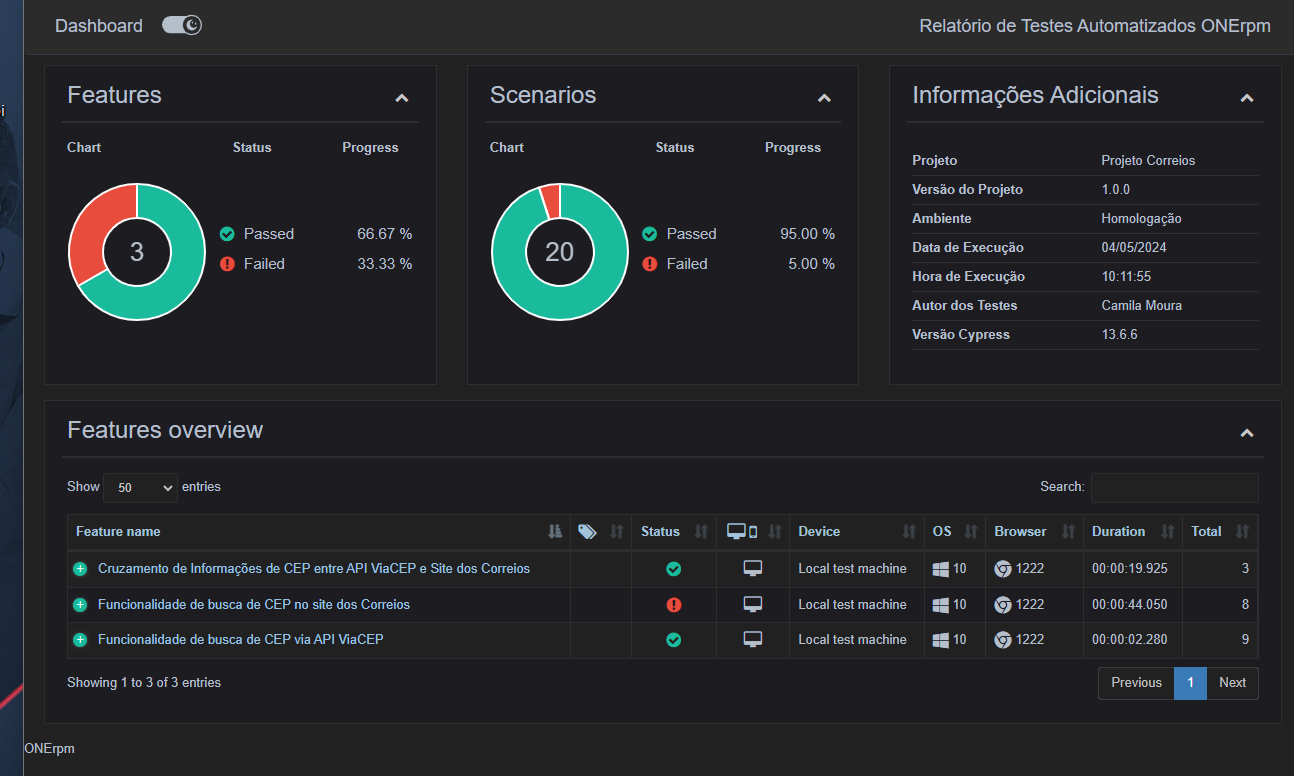 Dashboard
Relatório de Testes Automatizados ONErpm
Features
Chart Status Progress
3
Passed 66.67 %
Failed 33.33 %
Scenarios
Chart Status Progress
20
Passed 95.00 %
Failed 5.00 %
Informações Adicionais
Projeto Projeto Correios
Versão do Projeto 1.0.0
Ambiente Homologação
Data de Execução 04/05/2024
Hora de Execução 10:11:55
Autor dos Testes Camila Moura
Versão Cypress 13.6.6
Features overview
Show 50 entries
Search:
Feature name Status Device OS Browser Duration Total
Cruzamento de Informações de CEP entre API ViaCEP e Site dos Correios Local test machine 10 1222 00:00:19.925 3
Funcionalidade de busca de CEP no site dos Correios Local test machine 10 1222 00:00:44.050 8
Funcionalidade de busca de CEP via API ViaCEP Local test machine 10 1222 00:00:02.280 9
Showing 1 to 3 of 3 entries
Previous 1 Next
ONErpm